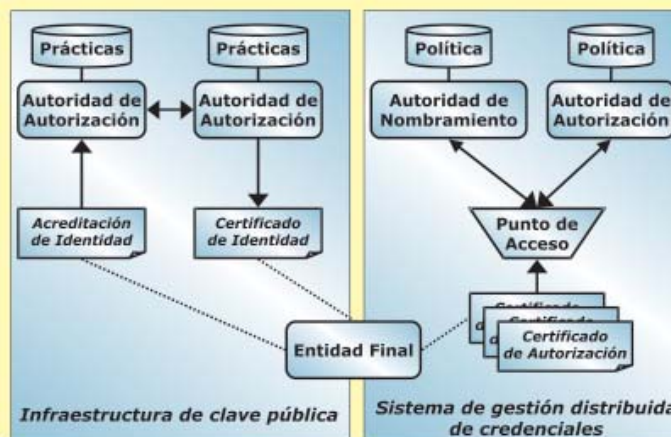 Prácticas
Autoridad de
Autorización
Prácticas
Autoridad de
Autorización
Acreditación
de Identidad
Certificado
de Identidad
Política
Autoridad de
Nombramiento
Política
Autoridad de
Autorización
Punto de
Acceso
Certificado
Certificado
Certificado
de Autorización
Entidad Final
Infraestructura de clave pública
Sistema de gestión distribuida
de credenciales